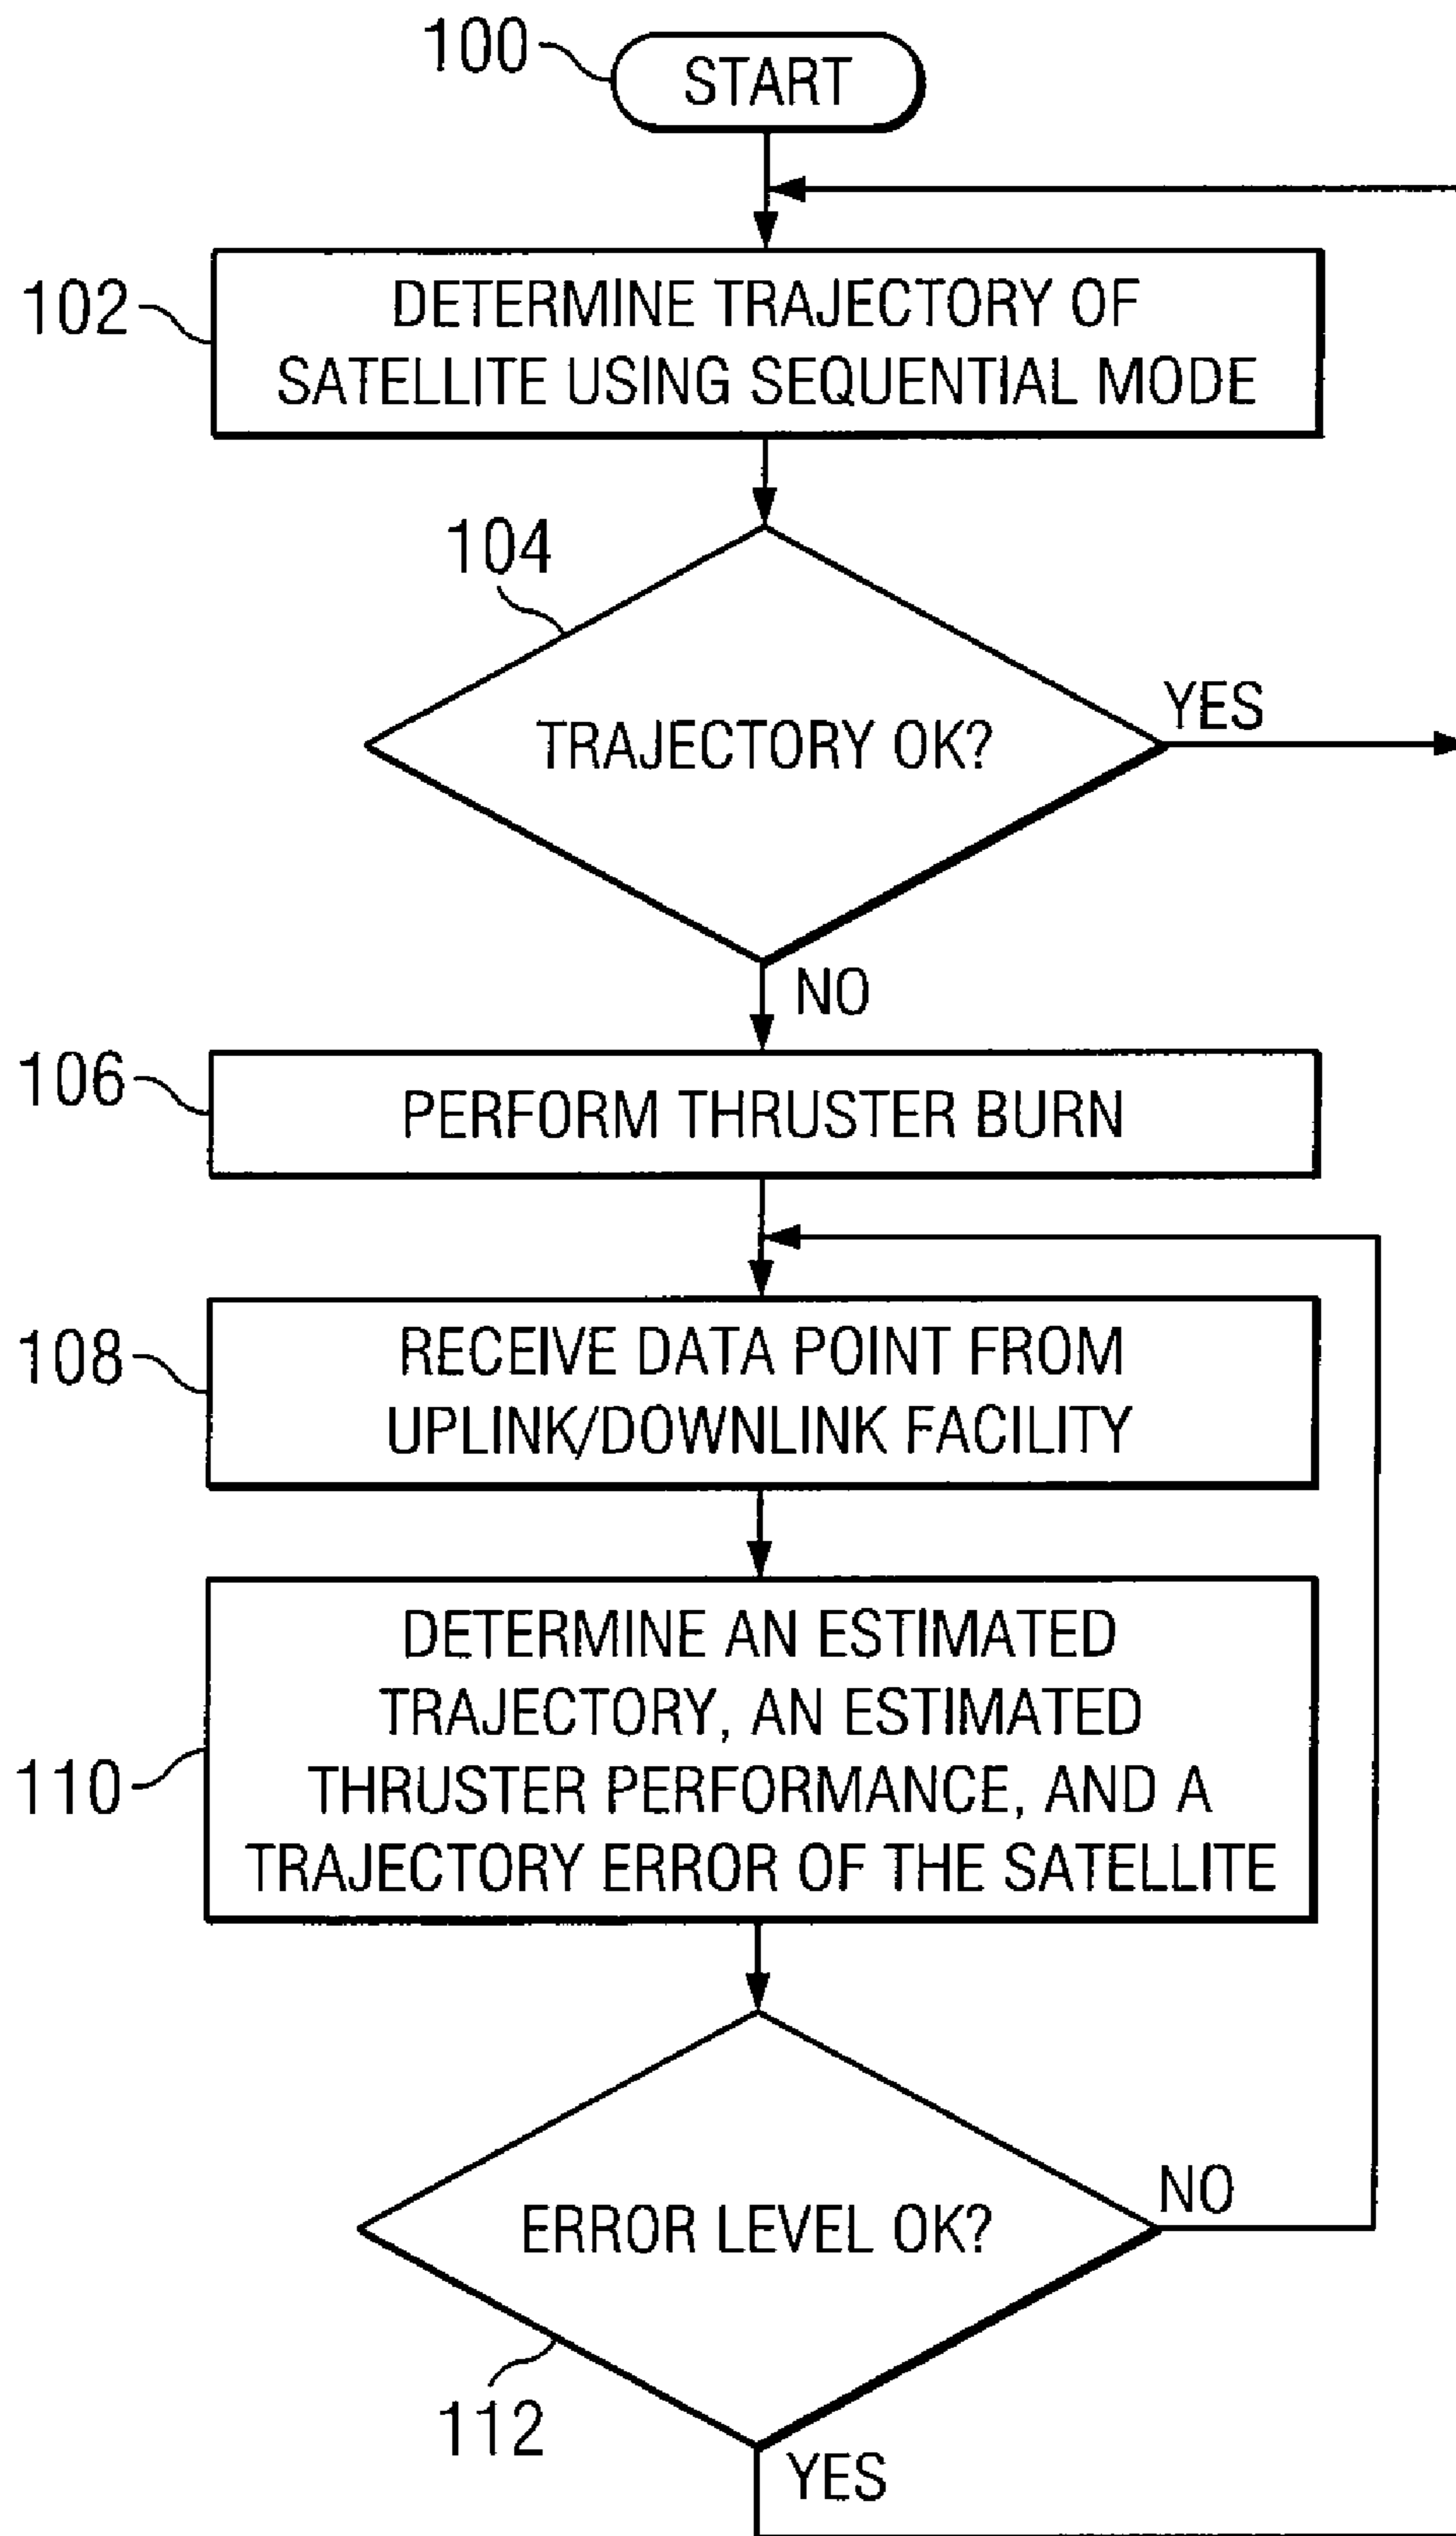 100
START
102
DETERMINE TRAJECTORY OF
SATELLITE USING SEQUENTIAL MODE
104
TRAJECTORY OK?
YES
NO
106
PERFORM THRUSTER BURN
108
RECEIVE DATA POINT FROM
UPLINK/DOWNLINK FACILITY
110
DETERMINE AN ESTIMATED
TRAJECTORY, AN ESTIMATED
THRUSTER PERFORMANCE, AND A
TRAJECTORY ERROR OF THE SATELLITE
ERROR LEVEL OK?
NO
112
YES